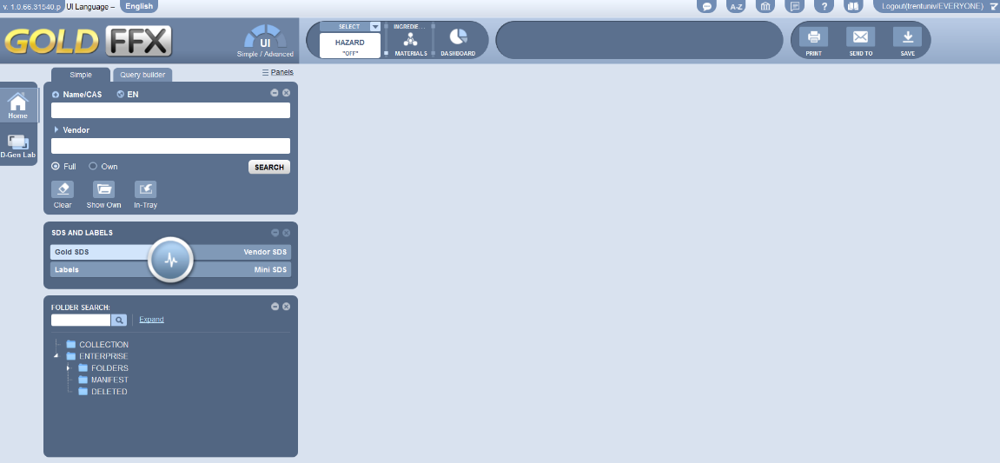 v. 1.0.66.31540.p UI Language – English
A-Z ? Logout(trentuniv/EVERYONE)
GOLD FFX
UI
Simple / Advanced
SELECT
HAZARD
"OFF"
INGREDIE...
MATERIALS
DASHBOARD
PRINT
SEND TO
SAVE
Simple Query builder Panels
Home
D-Gen Lab
Name/CAS EN
Vendor
Full Own SEARCH
Clear Show Own In-Tray
SDS AND LABELS
Gold SDS Vendor SDS
Labels Mini SDS
FOLDER SEARCH:
Expand
COLLECTION
ENTERPRISE
FOLDERS
MANIFEST
DELETED